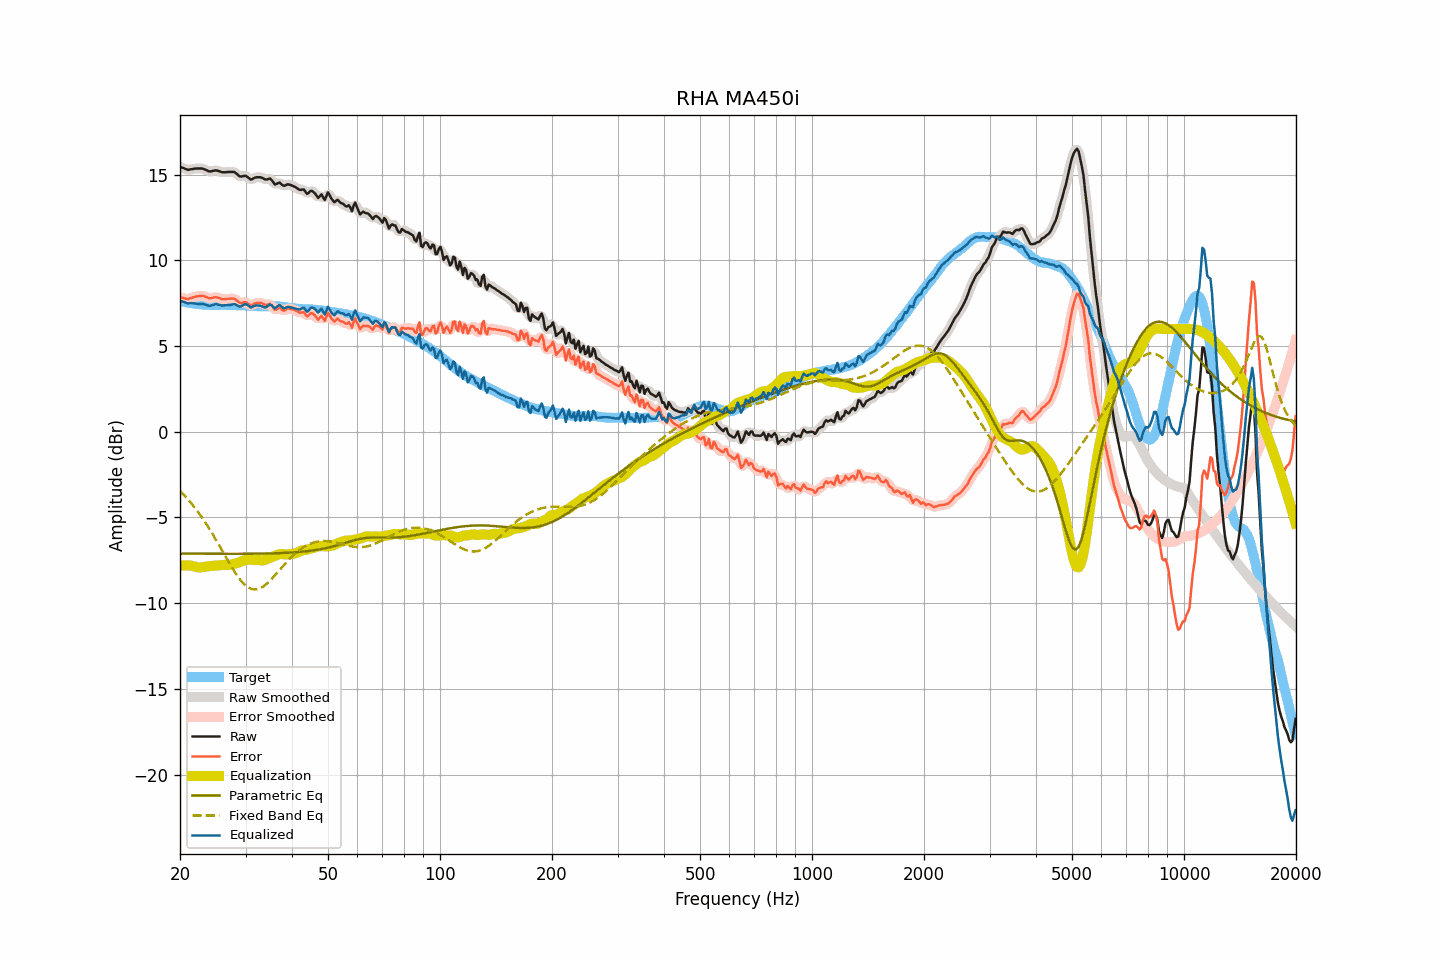 RHA MA450i
15
10
5
0
−5
−10
−15
−20
Amplitude (dBr)
Target
Raw Smoothed
Error Smoothed
Raw
Error
Equalization
Parametric Eq
Fixed Band Eq
Equalized
20 50 100 200 500 1000 2000 5000 10000 20000
Frequency (Hz)